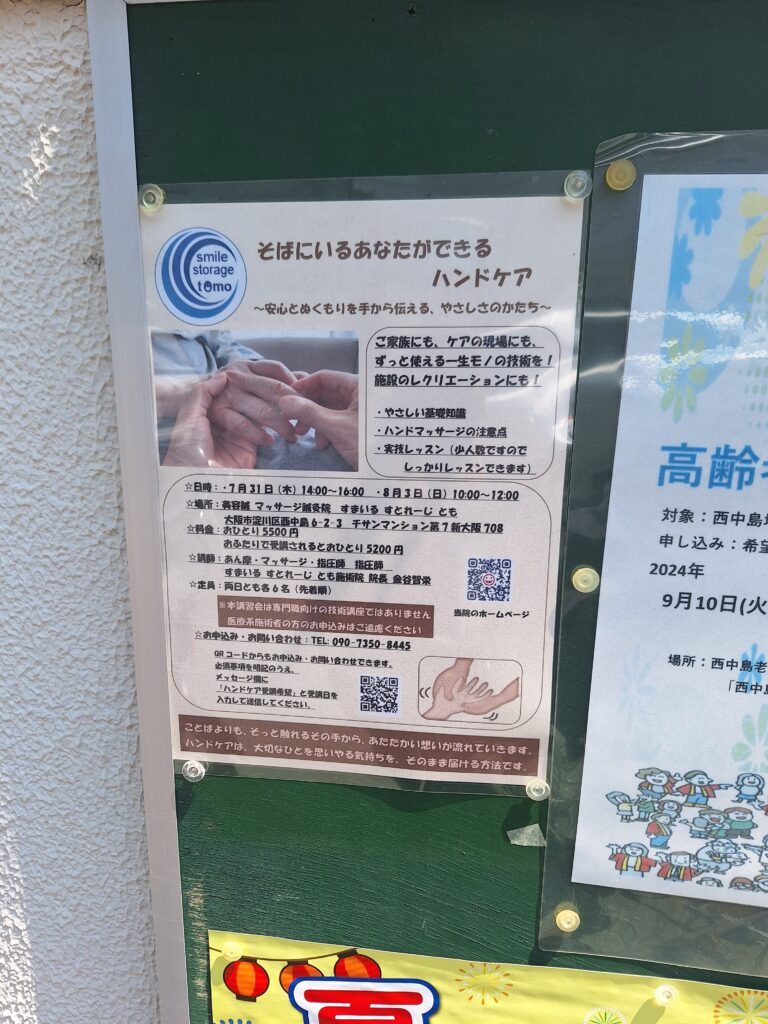 smile
storage
tomo
そばにいるあなたができる
ハンドケア
～安心とぬくもりを手から伝える、やさしさのかたち～
ご家族にも、ケアの現場にも、
ずっと使える一生モノの技術を！
施設のレクリエーションにも！
・やさしい基礎知識
・ハンドマッサージの注意点
・実技レッスン（少人数ですので
しっかりレッスンできます）
☆日時：・7月31日（木）14:00～16:00 ・8月3日（日）10:00～12:00
☆場所：美容鍼 マッサージ鍼灸院 すまいる すとれーじ とも
大阪市淀川区西中島6-2-3 チサンマンション第7新大阪708
☆料金：おひとり5500円
おふたりで受講されるとおひとり5200円
☆講師：あん摩・マッサージ・指圧師 指圧師
すまいる すとれーじ とも施術院 院長 金谷智栄
☆定員：両日とも各6名（先着順）
当院のホームページ
※本講習会は専門職向けの技術講座ではありません
医療系施術者の方のお申込みはご遠慮ください
☆お申込み・お問い合わせ：TEL: 090-7350-8445
QRコードからもお申込み・お問い合わせできます。
必須事項を明記のうえ、
メッセージ欄に
「ハンドケア受講希望」と受講日を
入力して送信してください。
ことばよりも、そっと触れるその手から、あたたかい想いが流れていきます。
ハンドケアは、大切なひとを思いやる気持ちを、そのまま届ける方法です。
高齢
対象：西中島
申し込み：希望
2024年
9月10日(火
場所：西中島老
「西中島